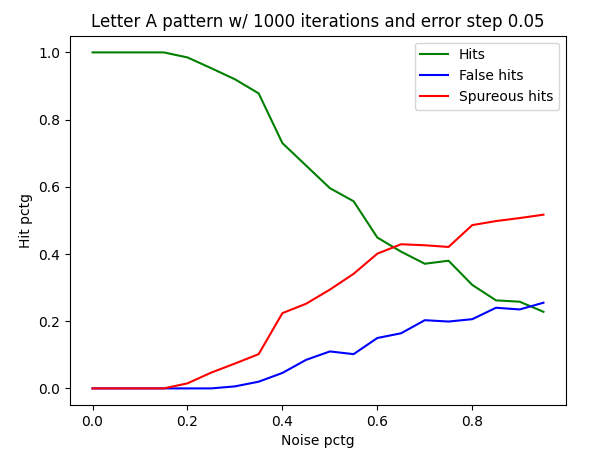 Letter A pattern w/ 1000 iterations and error step 0.05
Hits
False hits
Spureous hits
Hit pctg
1.0
0.8
0.6
0.4
0.2
0.0
0.0 0.2 0.4 0.6 0.8
Noise pctg